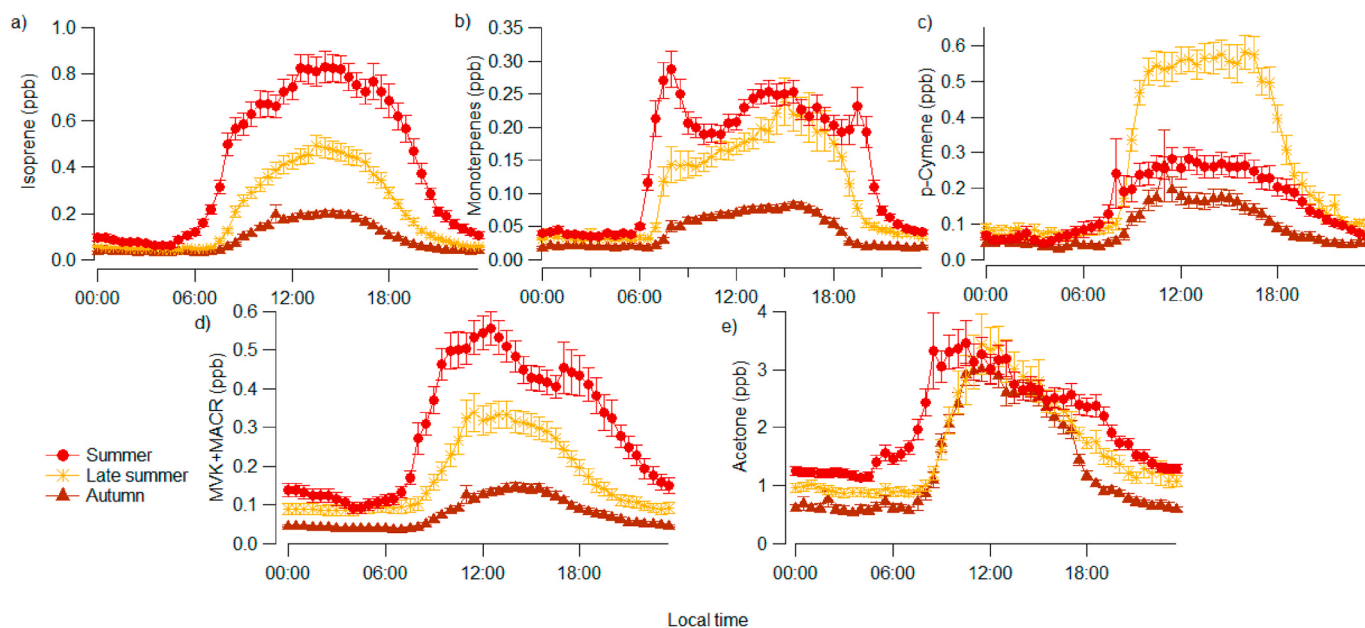 a)
Isoprene (ppb)
1.0
0.8
0.6
0.4
0.2
0.0
00:00 06:00 12:00 18:00
b)
Monoterpenes (ppb)
0.35
0.30
0.25
0.20
0.15
0.10
0.05
0.00
00:00 06:00 12:00 18:00
c)
p-Cymene (ppb)
0.6
0.5
0.4
0.3
0.2
0.1
0.0
00:00 06:00 12:00 18:00
d)
MVK+MACR (ppb)
0.6
0.5
0.4
0.3
0.2
0.1
0.0
00:00 06:00 12:00 18:00
e)
Acetone (ppb)
4
3
2
1
0
00:00 06:00 12:00 18:00
Summer
Late summer
Autumn
Local time